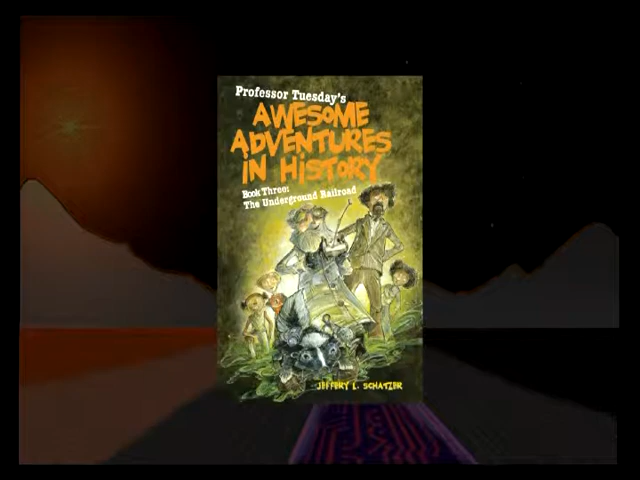 Professor Tuesday's
AWESOME
ADVENTURES
IN HISTORY
Book Three:
The Underground Railroad
JEFFERY L. SCHATZER